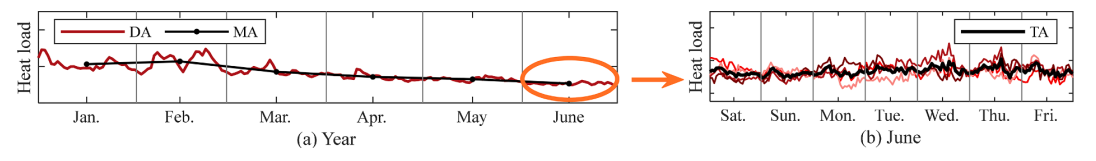 Heat load
DA
MA
Jan.
Feb.
Mar.
Apr.
May
June
(a) Year
Heat load
TA
Sat.
Sun.
Mon.
Tue.
Wed.
Thu.
Fri.
(b) June